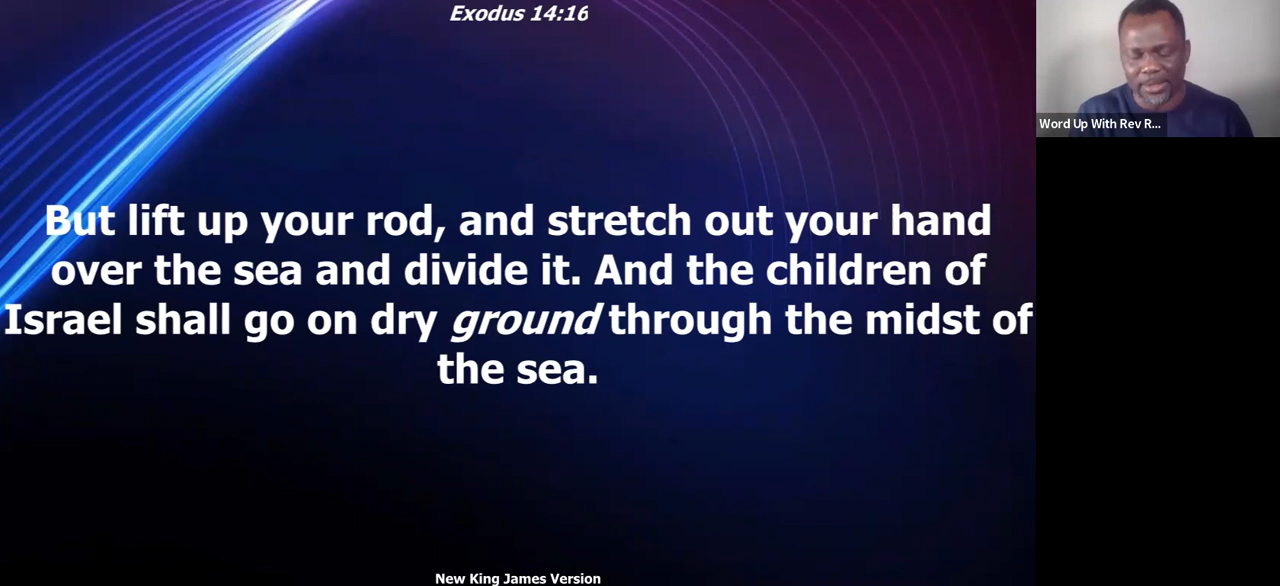 Exodus 14:16
But lift up your rod, and stretch out your hand
over the sea and divide it. And the children of
Israel shall go on dry ground through the midst of
the sea.
New King James Version
Word Up With Rev R...